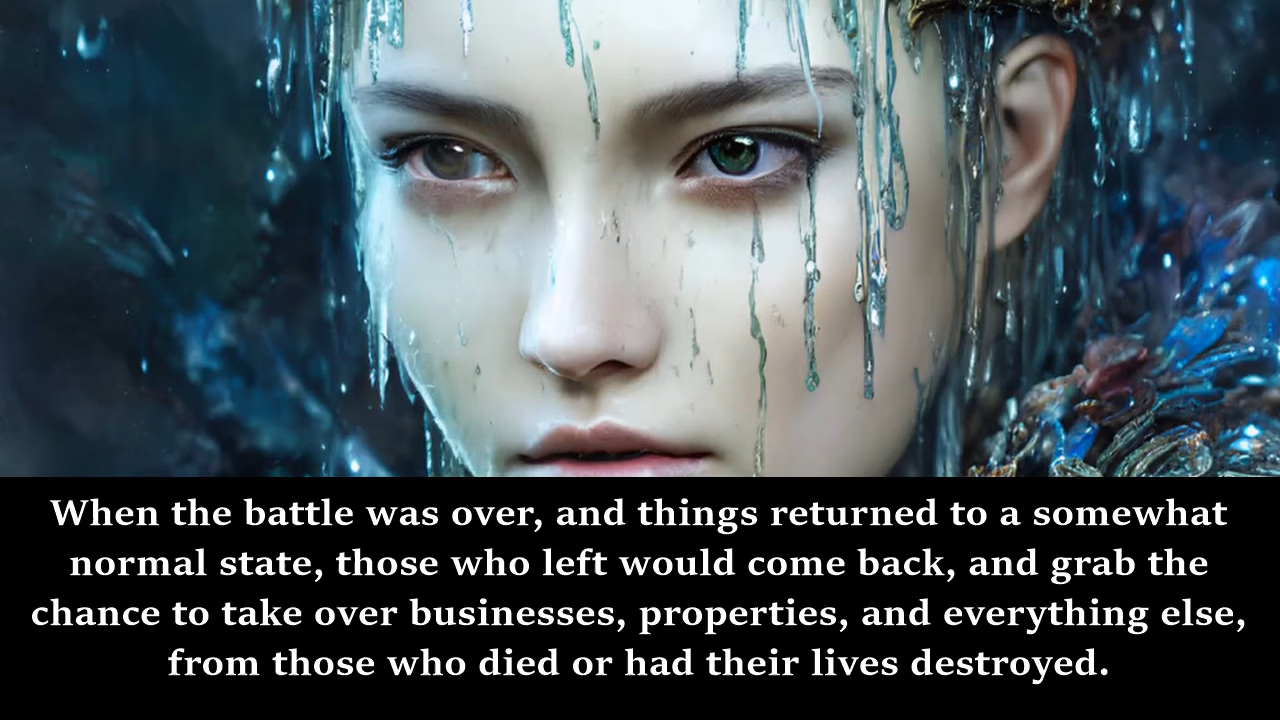 When the battle was over, and things returned to a somewhat
normal state, those who left would come back, and grab the
chance to take over businesses, properties, and everything else,
from those who died or had their lives destroyed.